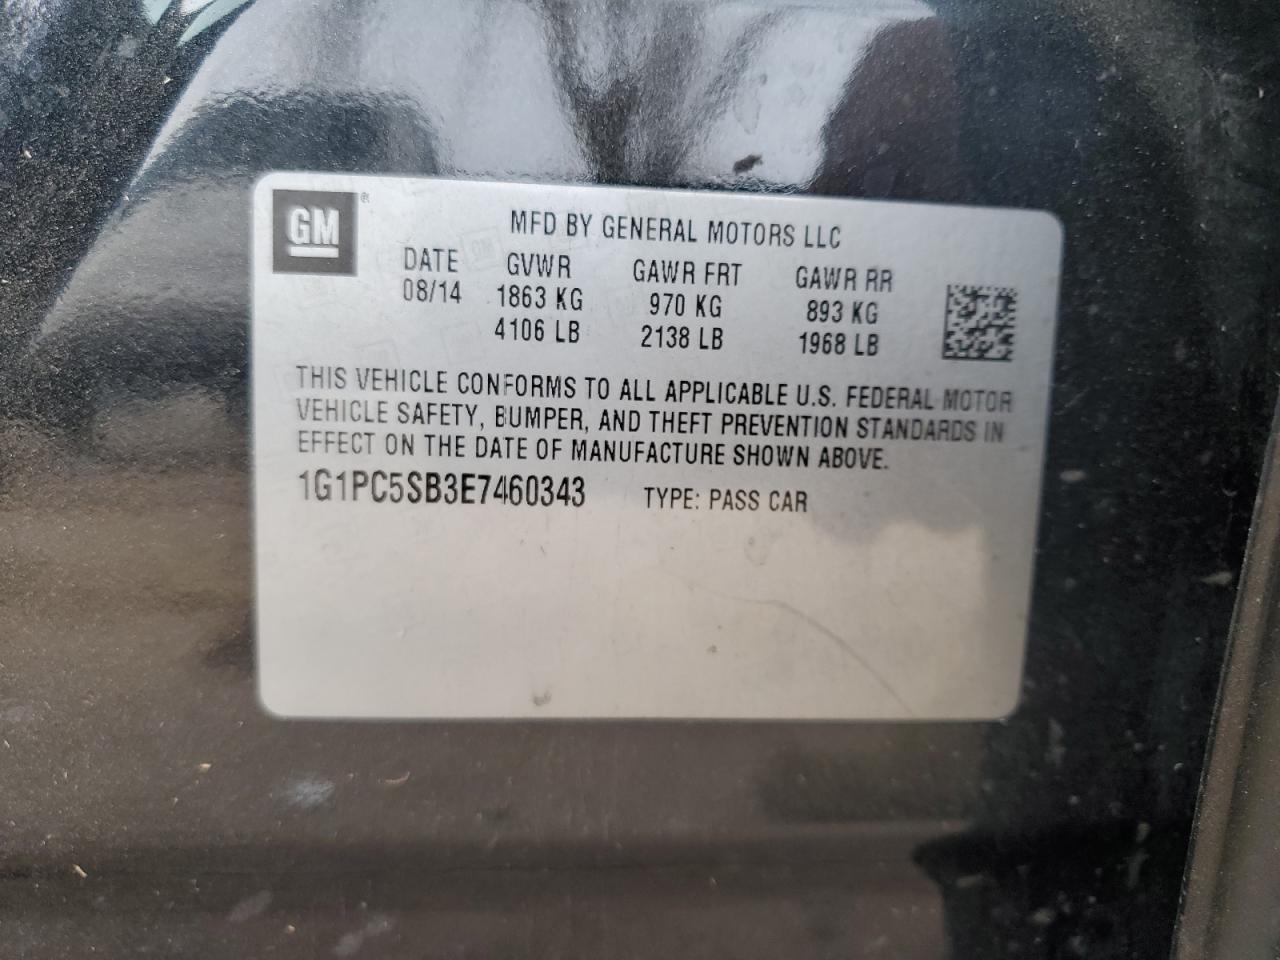 GM ®
MFD BY GENERAL MOTORS LLC
DATE GVWR GAWR FRT GAWR RR
08/14 1863 KG 970 KG 893 KG
4106 LB 2138 LB 1968 LB
THIS VEHICLE CONFORMS TO ALL APPLICABLE U.S. FEDERAL MOTOR
VEHICLE SAFETY, BUMPER, AND THEFT PREVENTION STANDARDS IN
EFFECT ON THE DATE OF MANUFACTURE SHOWN ABOVE.
1G1PC5SB3E7460343 TYPE: PASS CAR